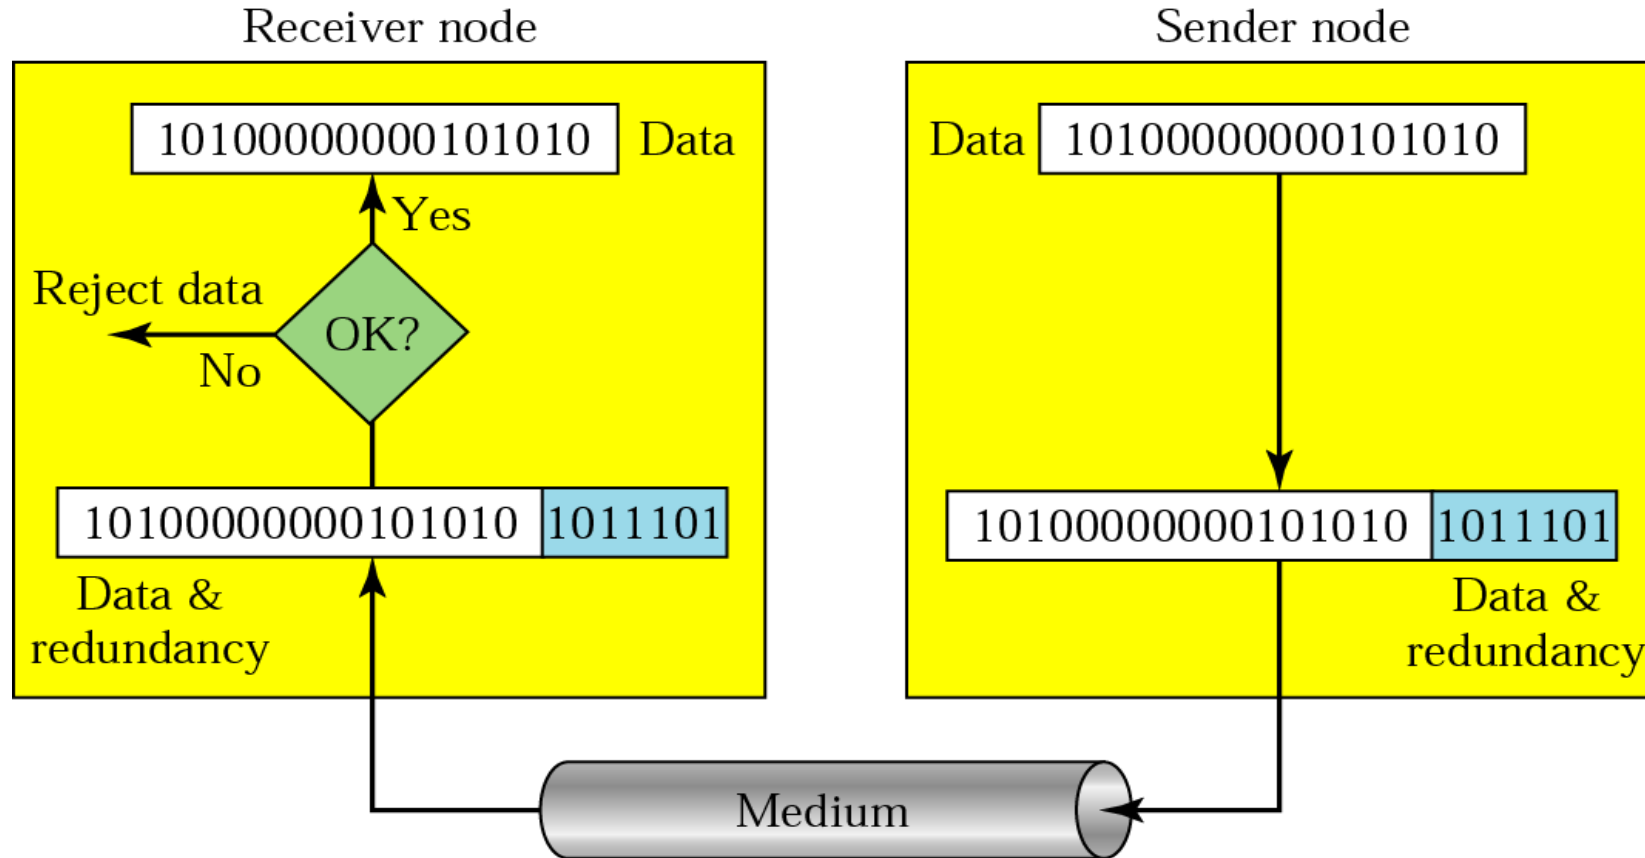 Receiver node
10100000000101010 Data
Yes
Reject data
OK?
No
10100000000101010 1011101
Data &
redundancy
Sender node
Data 10100000000101010
10100000000101010 1011101
Data &
redundancy
Medium